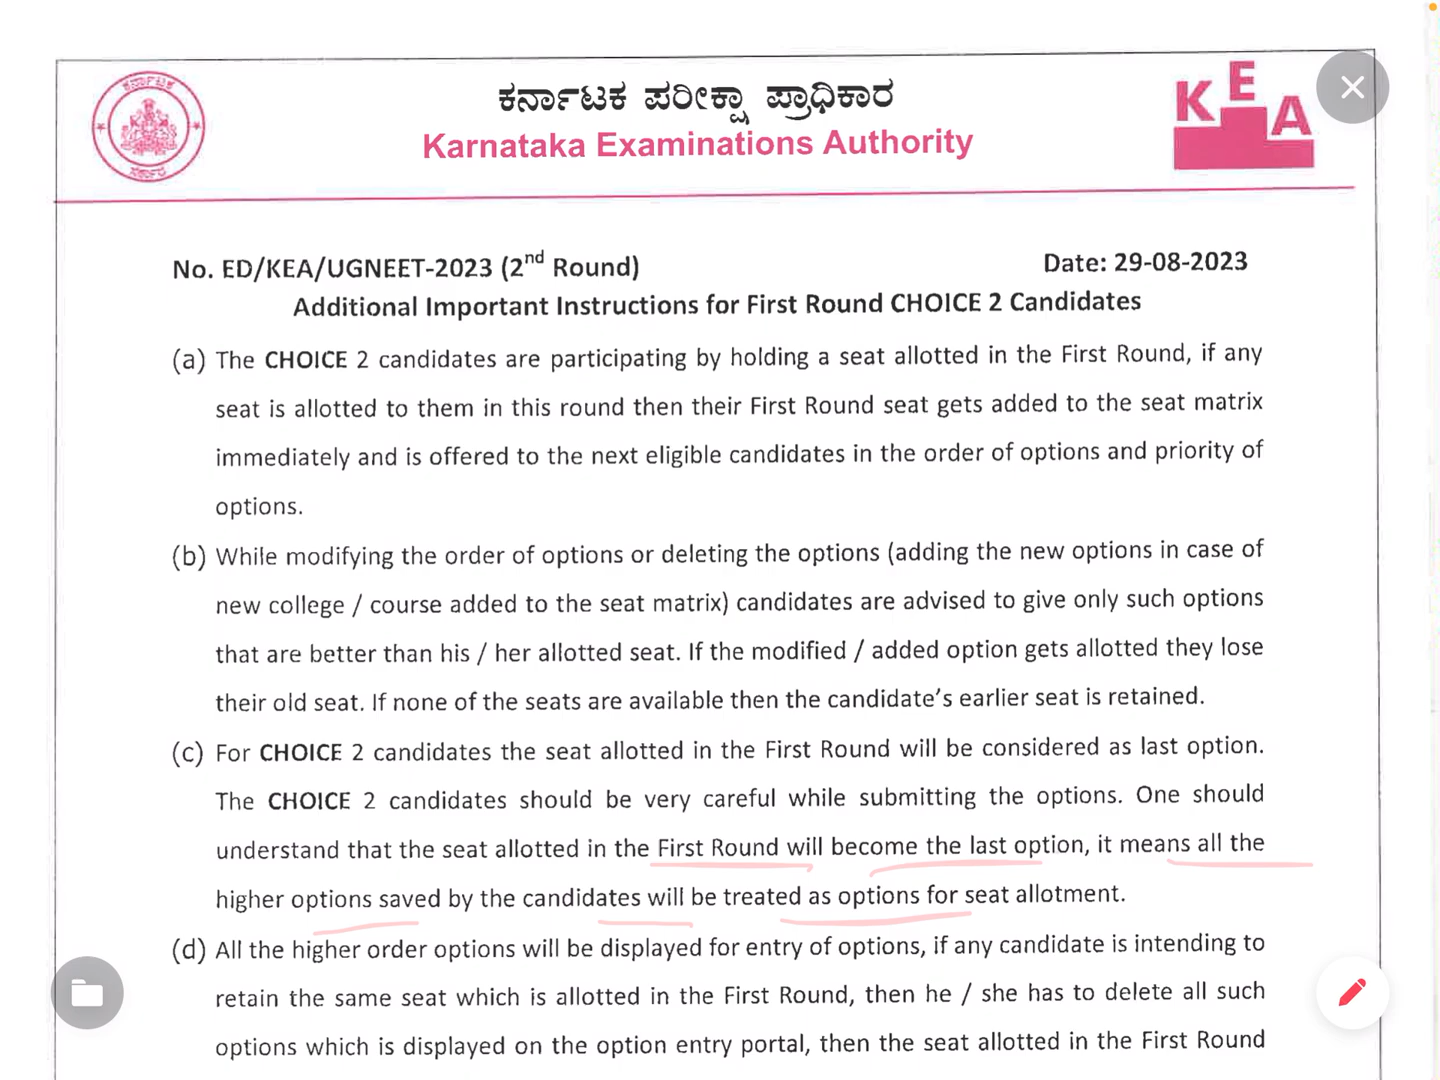 ಕರ್ನಾಟಕ ಪರೀಕ್ಷಾ ಪ್ರಾಧಿಕಾರ
Karnataka Examinations Authority
KEA
ಕರ್ನಾಟಕ
ಸರ್ಕಾರ
No. ED/KEA/UGNEET-2023 (2nd Round) Date: 29-08-2023
Additional Important Instructions for First Round CHOICE 2 Candidates
(a) The CHOICE 2 candidates are participating by holding a seat allotted in the First Round, if any
seat is allotted to them in this round then their First Round seat gets added to the seat matrix
immediately and is offered to the next eligible candidates in the order of options and priority of
options.
(b) While modifying the order of options or deleting the options (adding the new options in case of
new college / course added to the seat matrix) candidates are advised to give only such options
that are better than his / her allotted seat. If the modified / added option gets allotted they lose
their old seat. If none of the seats are available then the candidate's earlier seat is retained.
(c) For CHOICE 2 candidates the seat allotted in the First Round will be considered as last option.
The CHOICE 2 candidates should be very careful while submitting the options. One should
understand that the seat allotted in the First Round will become the last option, it means all the
higher options saved by the candidates will be treated as options for seat allotment.
(d) All the higher order options will be displayed for entry of options, if any candidate is intending to
retain the same seat which is allotted in the First Round, then he / she has to delete all such
options which is displayed on the option entry portal, then the seat allotted in the First Round